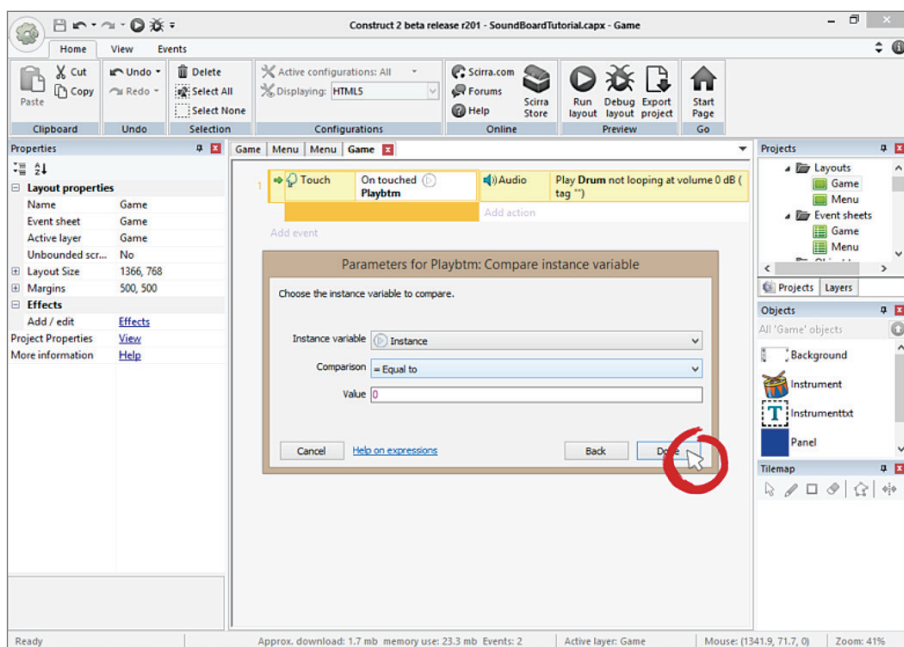 Construct 2 beta release r201 - SoundBoardTutorial.capx - Game
Home View Events
Paste
Cut
Copy
Clipboard
Undo
Redo
Undo
Delete
Select All
Select None
Selection
Active configurations: All
Displaying: HTML5
Configurations
Scirra.com
Forums
Help
Scirra Store
Online
Run layout
Debug layout
Export project
Preview
Start Page
Go
Properties
Layout properties
Name Game
Event sheet Game
Active layer Game
Unbounded scr... No
Layout Size 1366, 768
Margins 500, 500
Effects
Add / edit Effects
Project Properties View
More information Help
Game Menu Menu Game
1 Touch On touched Playbtm Audio Play Drum not looping at volume 0 dB (
tag "")
Add action
Add event
Parameters for Playbtm: Compare instance variable
Choose the instance variable to compare.
Instance variable Instance
Comparison = Equal to
Value 0
Cancel Help on expressions Back
Projects
Layouts
Game
Menu
Event sheets
Game
Menu
Projects Layers
Objects
All 'Game' objects
Background
Instrument
Instrumenttxt
T
Panel
Tilemap
Ready Approx. download: 1.7 mb memory use: 23.3 mb Events: 2 Active layer: Game Mouse: (1341.9, 71.7, 0) Zoom: 41%